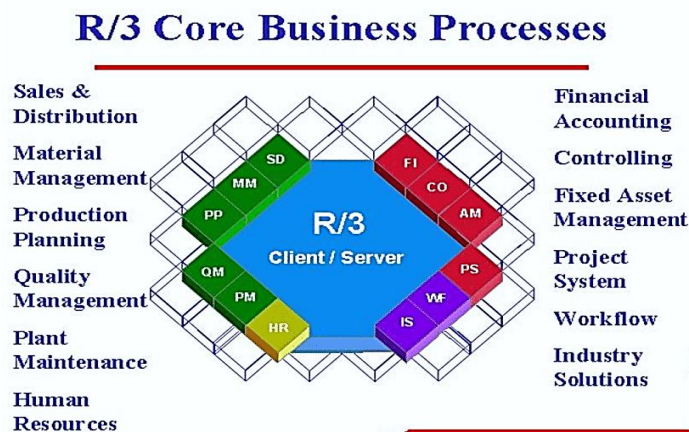 R/3 Core Business Processes
Sales &
Distribution
Material
Management
Production
Planning
Quality
Management
Plant
Maintenance
Human
Resources
SD
MM
PP
QM
PM
HR
R/3
Client / Server
FI
CO
AM
PS
WF
IS
Financial
Accounting
Controlling
Fixed Asset
Management
Project
System
Workflow
Industry
Solutions